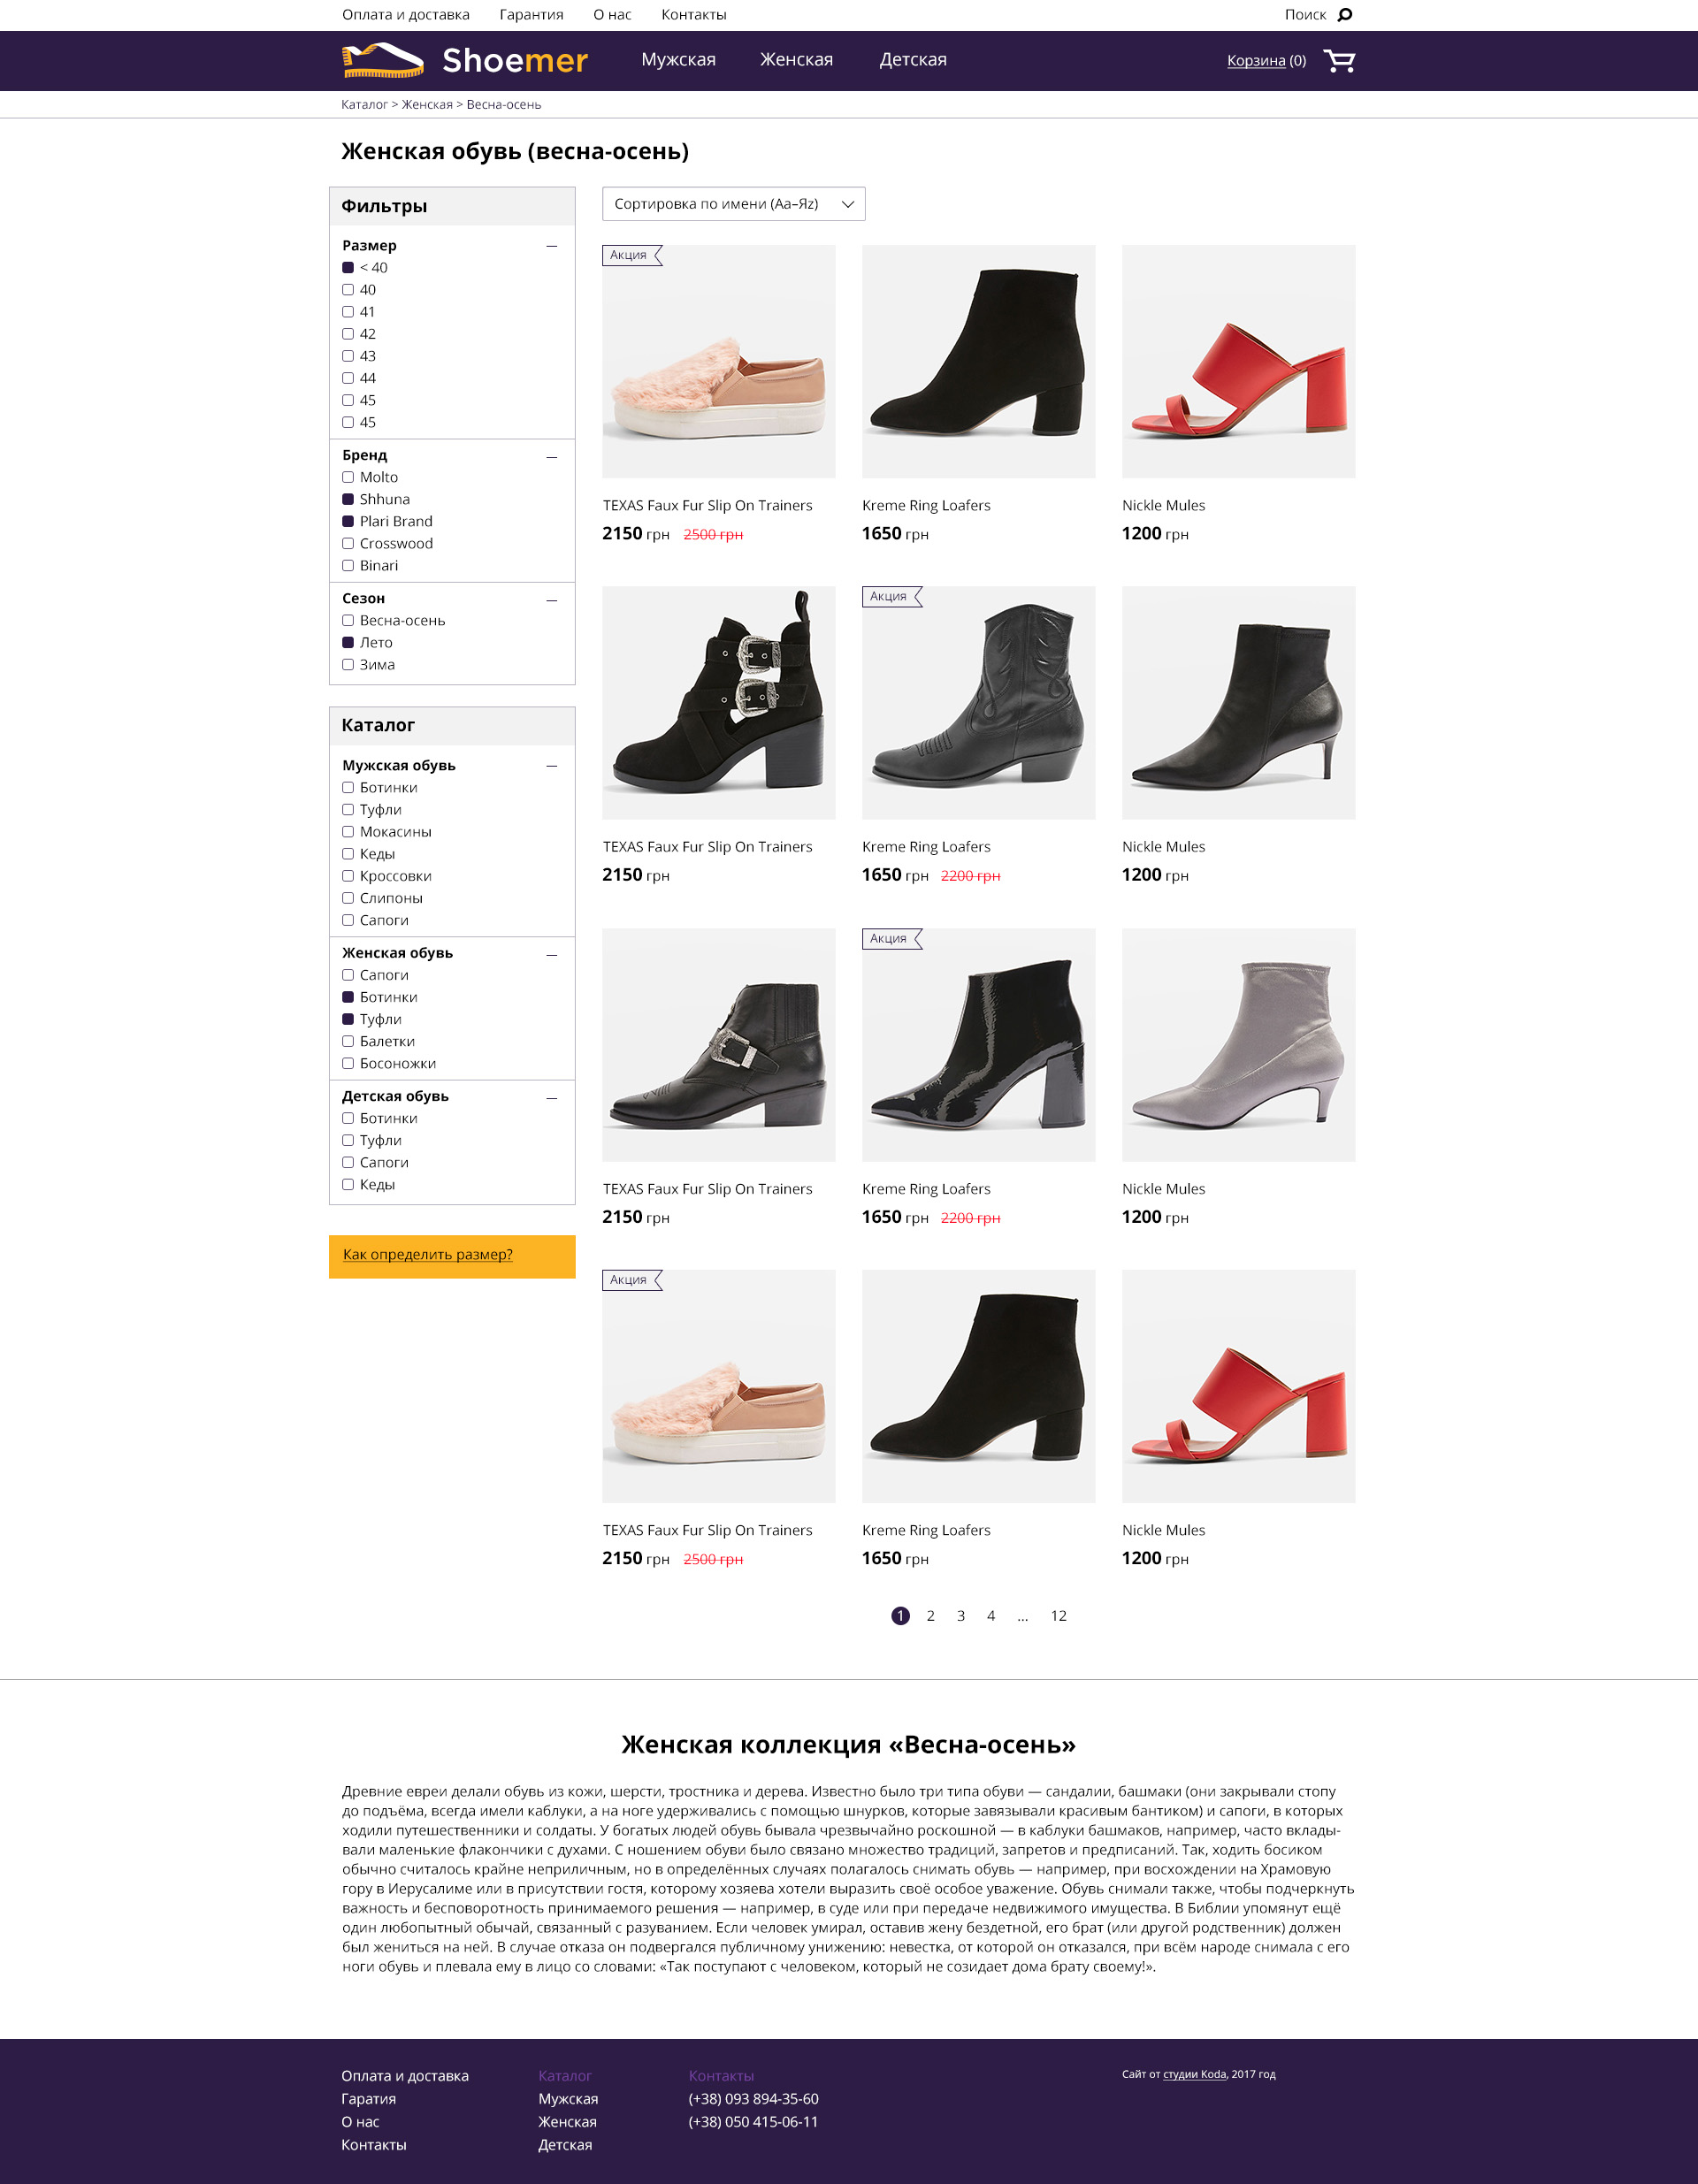 Оплата и доставка Гарантия О нас Контакты Поиск
Shoemer Мужская Женская Детская Корзина (0)
Каталог > Женская > Весна-осень
Женская обувь (весна-осень)
Фильтры
Размер
< 40
40
41
42
43
44
45
45
Бренд
Molto
Shhuna
Plari Brand
Crosswood
Binari
Сезон
Весна-осень
Лето
Зима
Каталог
Мужская обувь
Ботинки
Туфли
Мокасины
Кеды
Кроссовки
Слипоны
Сапоги
Женская обувь
Сапоги
Ботинки
Туфли
Балетки
Босоножки
Детская обувь
Ботинки
Туфли
Сапоги
Кеды
Как определить размер?
Сортировка по имени (Аа–Яz)
Акция
TEXAS Faux Fur Slip On Trainers Kreme Ring Loafers Nickle Mules
2150 грн 2500 грн 1650 грн 1200 грн
Акция
TEXAS Faux Fur Slip On Trainers Kreme Ring Loafers Nickle Mules
2150 грн 1650 грн 2200 грн 1200 грн
Акция
TEXAS Faux Fur Slip On Trainers Kreme Ring Loafers Nickle Mules
2150 грн 1650 грн 2200 грн 1200 грн
Акция
TEXAS Faux Fur Slip On Trainers Kreme Ring Loafers Nickle Mules
2150 грн 2500 грн 1650 грн 1200 грн
1 2 3 4 ... 12
Женская коллекция «Весна-осень»
Древние евреи делали обувь из кожи, шерсти, тростника и дерева. Известно было три типа обуви — сандалии, башмаки (они закрывали стопу
до подъёма, всегда имели каблуки, а на ноге удерживались с помощью шнурков, которые завязывали красивым бантиком) и сапоги, в которых
ходили путешественники и солдаты. У богатых людей обувь бывала чрезвычайно роскошной — в каблуки башмаков, например, часто вклады-
вали маленькие флакончики с духами. С ношением обуви было связано множество традиций, запретов и предписаний. Так, ходить босиком
обычно считалось крайне неприличным, но в определённых случаях полагалось снимать обувь — например, при восхождении на Храмовую
гору в Иерусалиме или в присутствии гостя, которому хозяева хотели выразить своё особое уважение. Обувь снимали также, чтобы подчеркнуть
важность и бесповоротность принимаемого решения — например, в суде или при передаче недвижимого имущества. В Библии упомянут ещё
один любопытный обычай, связанный с разуванием. Если человек умирал, оставив жену бездетной, его брат (или другой родственник) должен
был жениться на ней. В случае отказа он подвергался публичному унижению: невестка, от которой он отказался, при всём народе снимала с его
ноги обувь и плевала ему в лицо со словами: «Так поступают с человеком, который не созидает дома брату своему!».
Оплата и доставка
Гаратия
О нас
Контакты
Каталог
Мужская
Женская
Детская
Контакты
(+38) 093 894-35-60
(+38) 050 415-06-11
Сайт от студии Koda, 2017 год